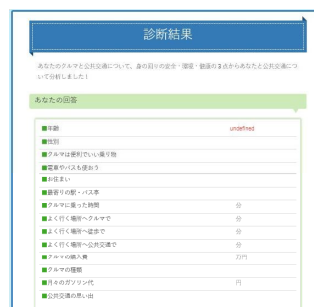 診断結果
あなたのクルマと公共交通について、身の回りの安全・環境・健康の3点からあなたと公共交通につ
いて分析しました！
あなたの回答
■年齢 undefined
■性別
■クルマは便利でいい乗り物
■電車やバスも使おう
■お住まい
■最寄りの駅・バス亭
■クルマに乗った時間 分
■よく行く場所へクルマで 分
■よく行く場所へ徒歩で 分
■よく行く場所へ公共交通で 分
■クルマの購入費 万円
■クルマの種類
■月々のガソリン代 円
■公共交通の思い出